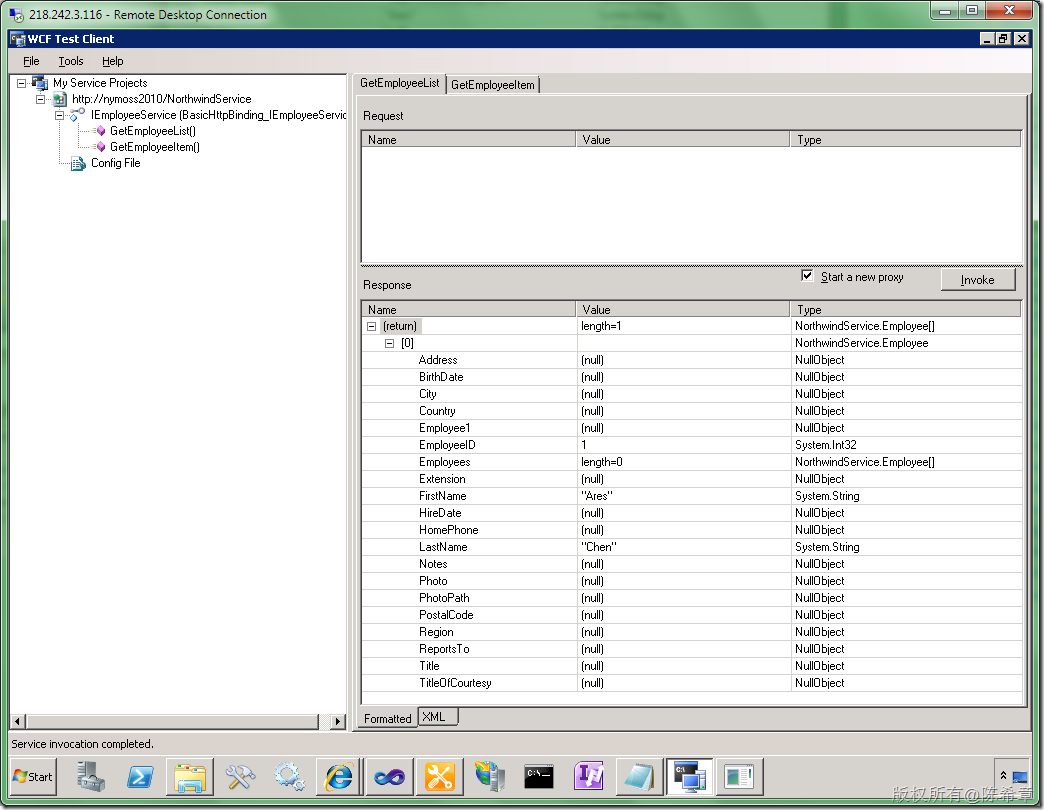 218.242.3.116 - Remote Desktop Connection
WCF Test Client
File Tools Help
My Service Projects
http://nymoss2010/NorthwindService
IEmployeeService (BasicHttpBinding_IEmployeeServic
GetEmployeeList()
GetEmployeeItem()
Config File
GetEmployeeList GetEmployeeItem
Request
Name Value Type
Start a new proxy Invoke
Response
Name Value Type
(return) length=1 NorthwindService.Employee[]
[0] NorthwindService.Employee
Address (null) NullObject
BirthDate (null) NullObject
City (null) NullObject
Country (null) NullObject
Employee1 (null) NullObject
EmployeeID 1 System.Int32
Employees length=0 NorthwindService.Employee[]
Extension (null) NullObject
FirstName "Ares" System.String
HireDate (null) NullObject
HomePhone (null) NullObject
LastName "Chen" System.String
Notes (null) NullObject
Photo (null) NullObject
PhotoPath (null) NullObject
PostalCode (null) NullObject
Region (null) NullObject
ReportsTo (null) NullObject
Title (null) NullObject
TitleOfCourtesy (null) NullObject
Formatted XML
Service invocation completed.
Start
版权所有@陈希章